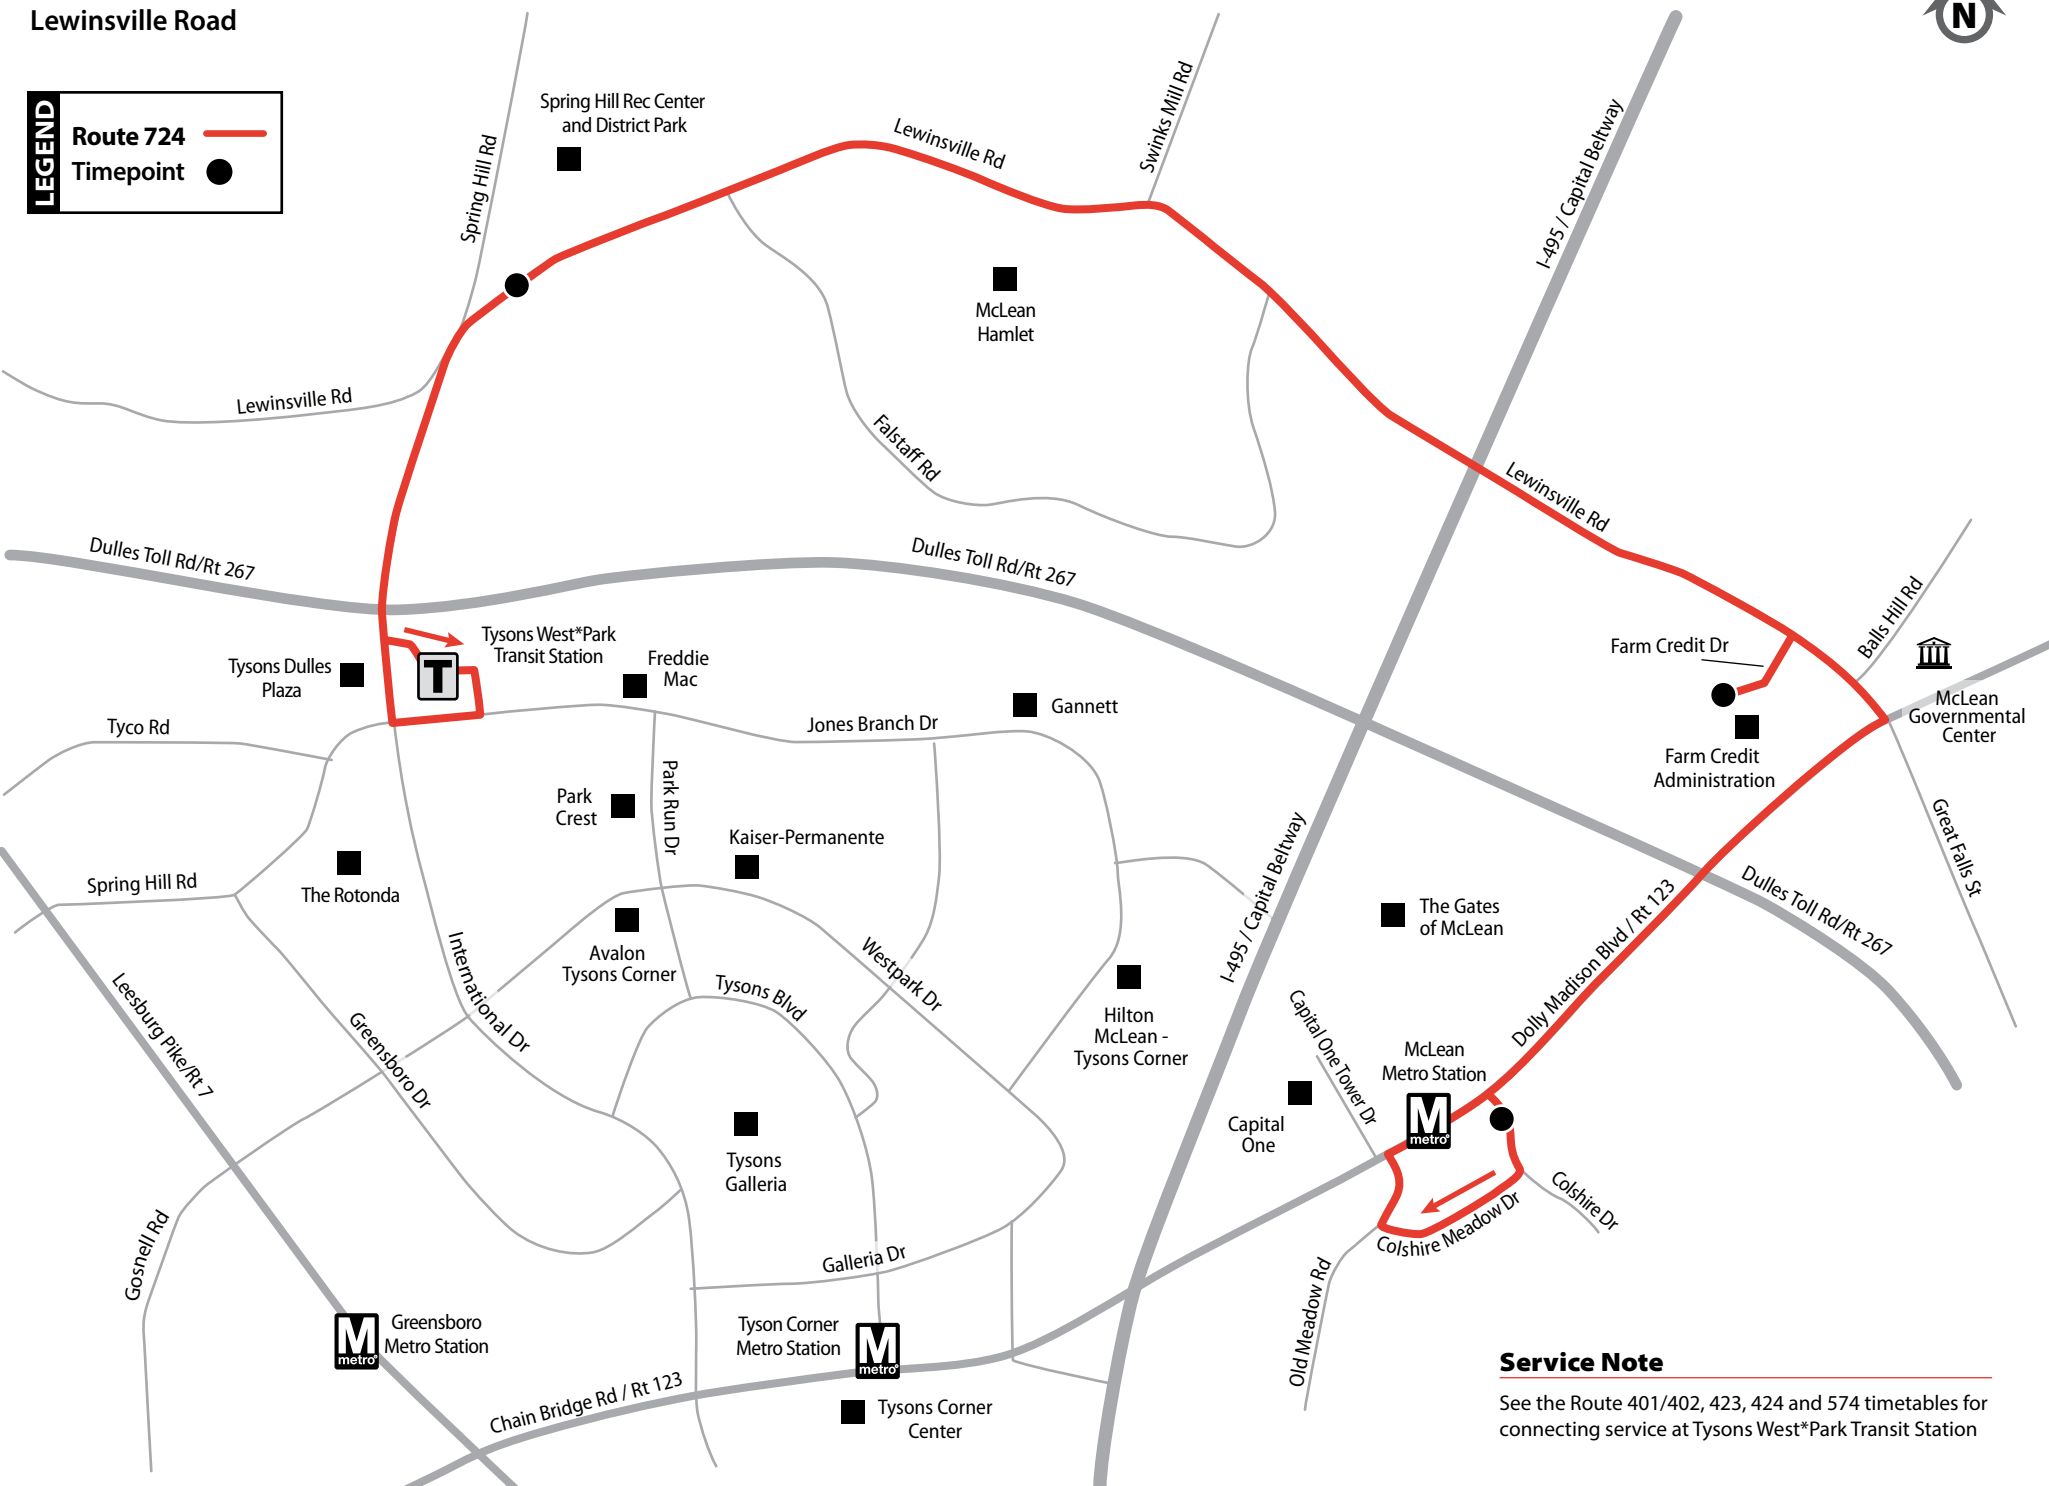 Lewinsville Road
N
LEGEND
Route 724
Timepoint
Spring Hill Rd
Spring Hill Rec Center
and District Park
Lewinsville Rd
Swinks Mill Rd
I-495 / Capital Beltway
McLean
Hamlet
Lewinsville Rd
Falstaff Rd
Lewinsville Rd
Dulles Toll Rd/Rt 267
Dulles Toll Rd/Rt 267
Balls Hill Rd
Tysons West*Park
Transit Station
T
Tysons Dulles
Plaza
Freddie
Mac
Farm Credit Dr
Gannett
McLean
Governmental
Center
Tyco Rd
Jones Branch Dr
Farm Credit
Administration
Park
Crest
Park Run Dr
Kaiser-Permanente
Great Falls St
Spring Hill Rd
The Rotonda
I-495 / Capital Beltway
The Gates
of McLean
Dolly Madison Blvd / Rt 123
Dulles Toll Rd/Rt 267
Avalon
Tysons Corner
International Dr
Westpark Dr
Tysons Blvd
Leesburg Pike/Rt 7
Greensboro Dr
Hilton
McLean -
Tysons Corner
Capital One Tower Dr
McLean
Metro Station
M
metro®
Capital
One
Tysons
Galleria
Colshire Dr
Colshire Meadow Dr
Gosnell Rd
Galleria Dr
Old Meadow Rd
Greensboro
Metro Station
M
metro®
Tyson Corner
Metro Station
M
metro®
Chain Bridge Rd / Rt 123
Tysons Corner
Center
Service Note
See the Route 401/402, 423, 424 and 574 timetables for
connecting service at Tysons West*Park Transit Station